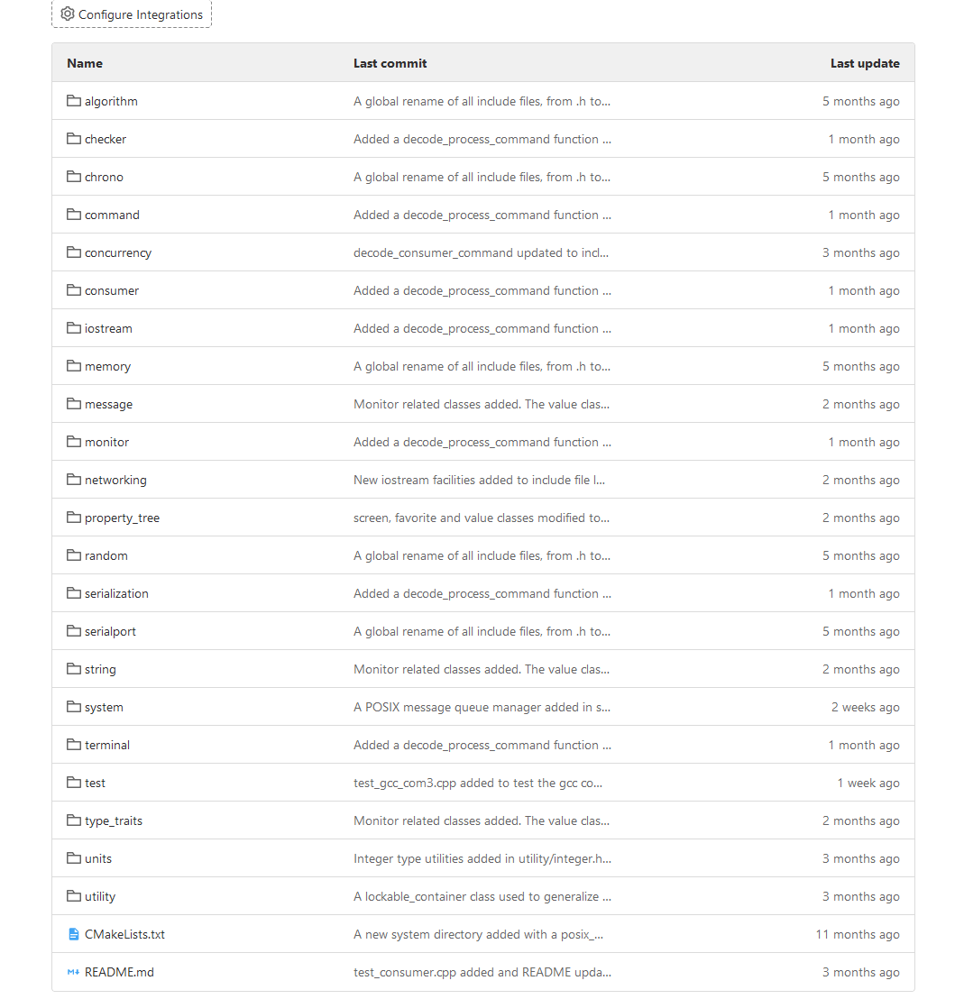 Configure Integrations
Name Last commit Last update
algorithm A global rename of all include files, from .h to... 5 months ago
checker Added a decode_process_command function ... 1 month ago
chrono A global rename of all include files, from .h to... 5 months ago
command Added a decode_process_command function ... 1 month ago
concurrency decode_consumer_command updated to incl... 3 months ago
consumer Added a decode_process_command function ... 1 month ago
iostream Added a decode_process_command function ... 1 month ago
memory A global rename of all include files, from .h to... 5 months ago
message Monitor related classes added. The value clas... 2 months ago
monitor Added a decode_process_command function ... 1 month ago
networking New iostream facilities added to include file l... 2 months ago
property_tree screen, favorite and value classes modified to... 2 months ago
random A global rename of all include files, from .h to... 5 months ago
serialization Added a decode_process_command function ... 1 month ago
serialport A global rename of all include files, from .h to... 5 months ago
string Monitor related classes added. The value clas... 2 months ago
system A POSIX message queue manager added in s... 2 weeks ago
terminal Added a decode_process_command function ... 1 month ago
test test_gcc_com3.cpp added to test the gcc co... 1 week ago
type_traits Monitor related classes added. The value clas... 2 months ago
units Integer type utilities added in utility/integer.h... 3 months ago
utility A lockable_container class used to generalize ... 3 months ago
CMakeLists.txt A new system directory added with a posix_... 11 months ago
README.md test_consumer.cpp added and README upda... 3 months ago